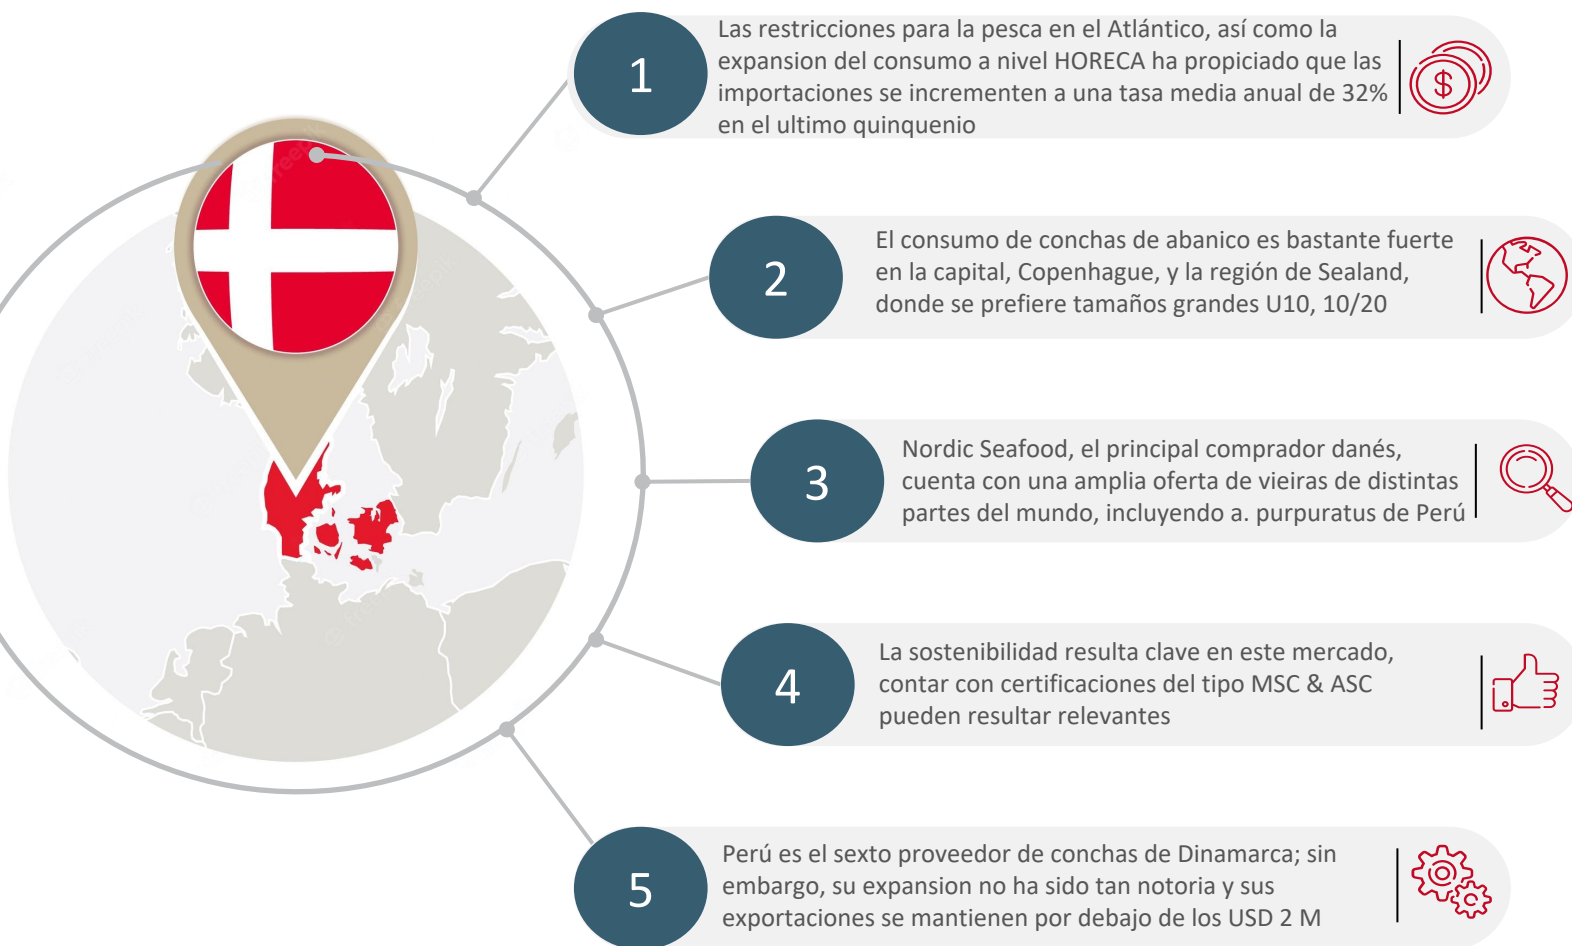 1
Las restricciones para la pesca en el Atlántico, así como la
expansion del consumo a nivel HORECA ha propiciado que las
importaciones se incrementen a una tasa media anual de 32%
en el ultimo quinquenio
$
2
El consumo de conchas de abanico es bastante fuerte
en la capital, Copenhague, y la región de Sealand,
donde se prefiere tamaños grandes U10, 10/20
3
Nordic Seafood, el principal comprador danés,
cuenta con una amplia oferta de vieiras de distintas
partes del mundo, incluyendo a. purpuratus de Perú
4
La sostenibilidad resulta clave en este mercado,
contar con certificaciones del tipo MSC & ASC
pueden resultar relevantes
5
Perú es el sexto proveedor de conchas de Dinamarca; sin
embargo, su expansion no ha sido tan notoria y sus
exportaciones se mantienen por debajo de los USD 2 M